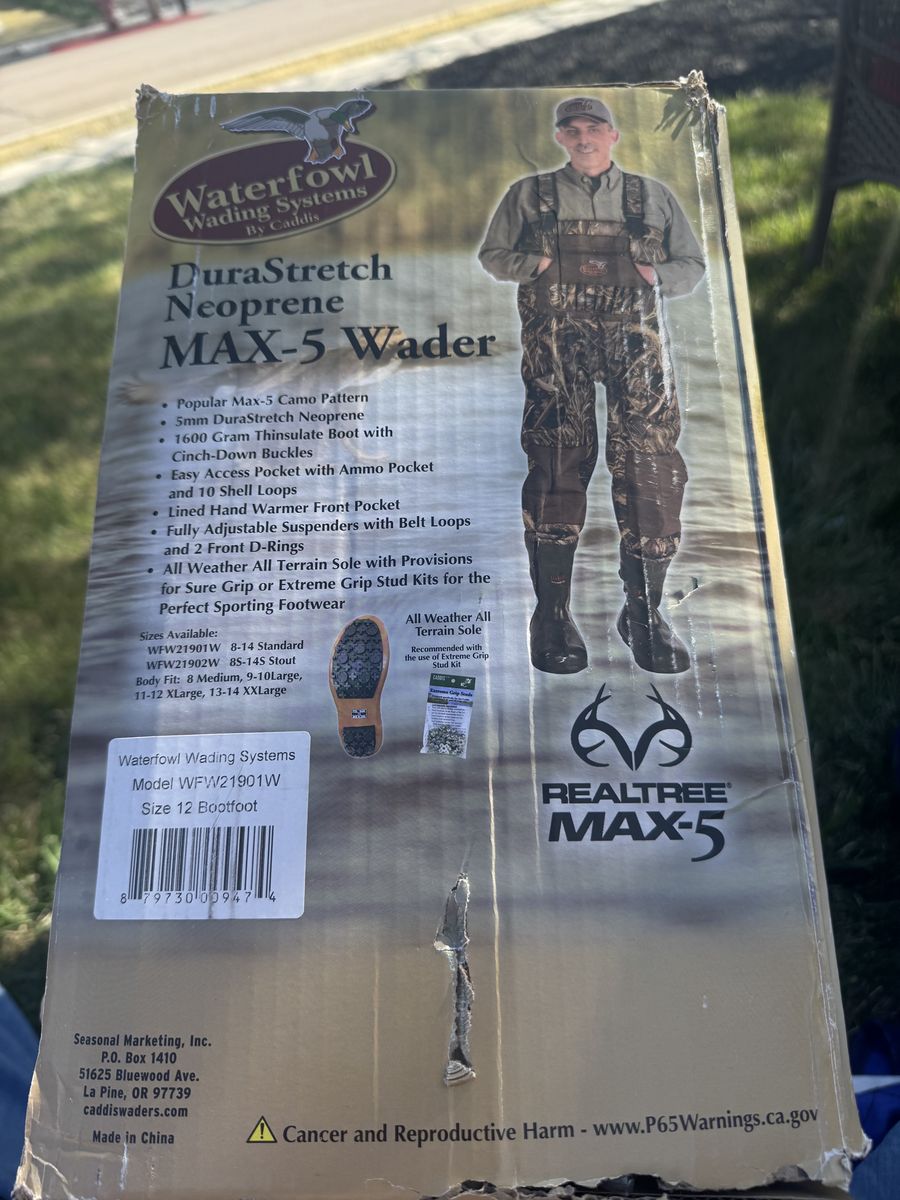 Waterfowl
Wading Systems
By Caddis
DuraStretch
Neoprene
MAX-5 Wader
• Popular Max-5 Camo Pattern
• 5mm DuraStretch Neoprene
• 1600 Gram Thinsulate Boot with
Cinch-Down Buckles
• Easy Access Pocket with Ammo Pocket
and 10 Shell Loops
• Lined Hand Warmer Front Pocket
• Fully Adjustable Suspenders with Belt Loops
and 2 Front D-Rings
• All Weather All Terrain Sole with Provisions
for Sure Grip or Extreme Grip Stud Kits for the
Perfect Sporting Footwear
Sizes Available:
WFW21901W 8-14 Standard
WFW21902W 8S-14S Stout
Body Fit: 8 Medium, 9-10Large,
11-12 XLarge, 13-14 XXLarge
All Weather All
Terrain Sole
Recommended with
the use of Extreme Grip
Stud Kit
CADDIS
Extreme Grip Studs
Waterfowl Wading Systems
Model WFW21901W
Size 12 Bootfoot
8 79730 00947 4
REALTREE®
MAX-5
Seasonal Marketing, Inc.
P.O. Box 1410
51625 Bluewood Ave.
La Pine, OR 97739
caddiswaders.com
Made in China
Cancer and Reproductive Harm - www.P65Warnings.ca.gov